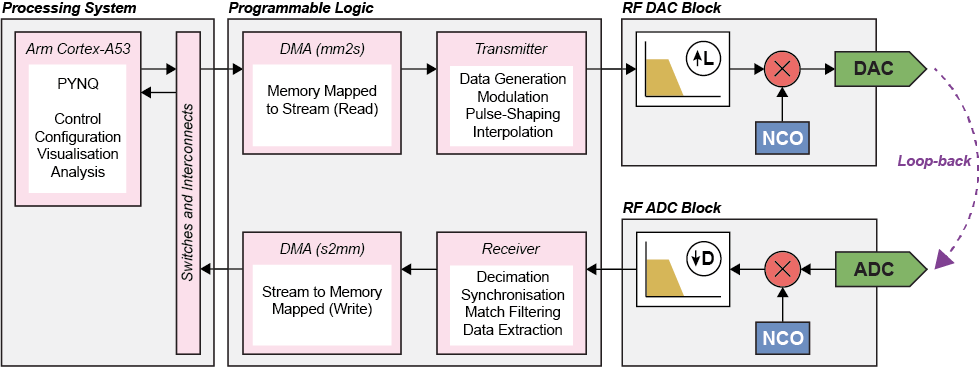 Processing System
Arm Cortex-A53
PYNQ
Control
Configuration
Visualisation
Analysis
Switches and Interconnects
Programmable Logic
DMA (mm2s)
Memory Mapped
to Stream (Read)
Transmitter
Data Generation
Modulation
Pulse-Shaping
Interpolation
RF DAC Block
↑L
×
NCO
DAC
Loop-back
DMA (s2mm)
Stream to Memory
Mapped (Write)
Receiver
Decimation
Synchronisation
Match Filtering
Data Extraction
RF ADC Block
↓D
×
NCO
ADC